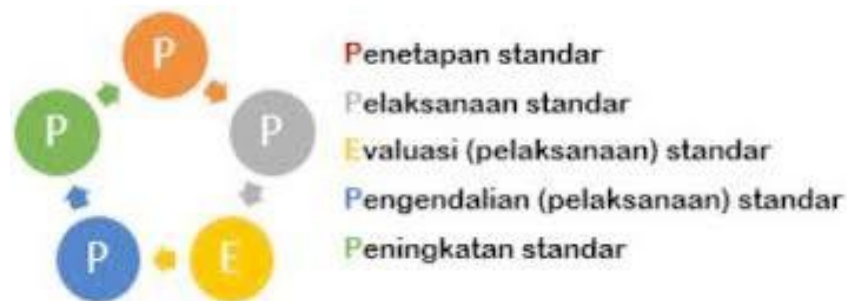 P
P
P
P
E
Penetapan standar
Pelaksanaan standar
Evaluasi (pelaksanaan) standar
Pengendalian (pelaksanaan) standar
Peningkatan standar